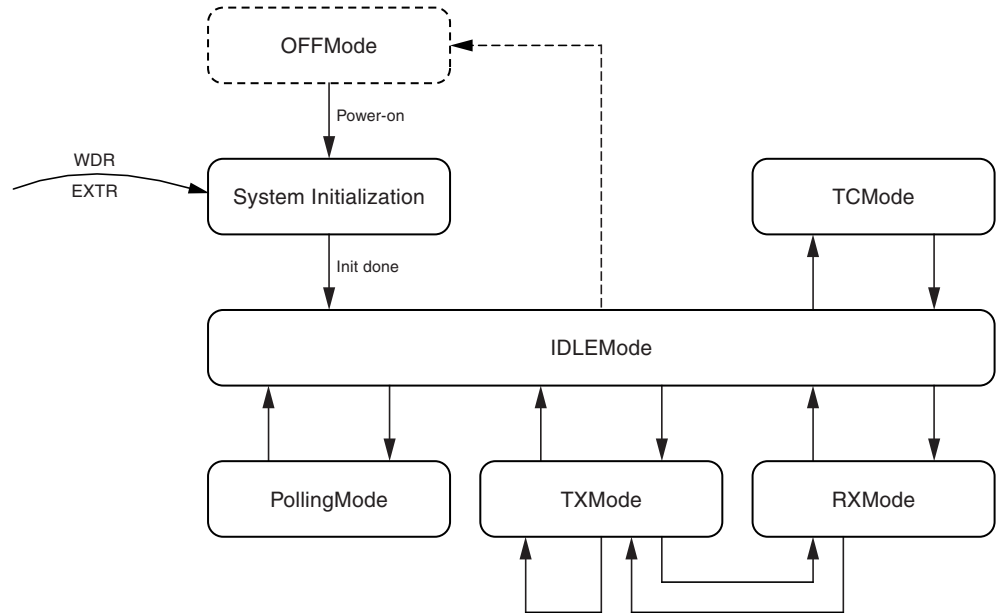 OFFMode
Power-on
WDR
EXTR
System Initialization
TCMode
Init done
IDLEMode
PollingMode
TXMode
RXMode